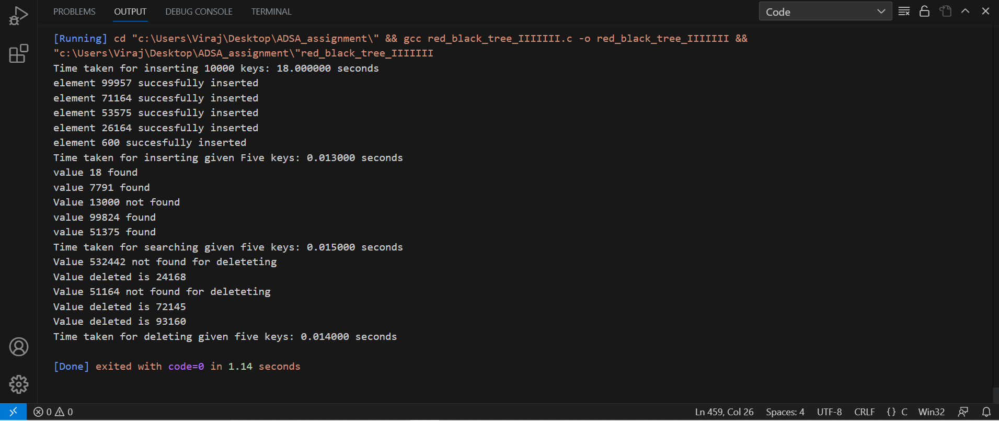 PROBLEMS OUTPUT DEBUG CONSOLE TERMINAL Code
[Running] cd "c:\Users\Viraj\Desktop\ADSA_assignment\" && gcc red_black_tree_IIIIIII.c -o red_black_tree_IIIIIII &&
"c:\Users\Viraj\Desktop\ADSA_assignment\"red_black_tree_IIIIIII
Time taken for inserting 10000 keys: 18.000000 seconds
element 99957 succesfully inserted
element 71164 succesfully inserted
element 53575 succesfully inserted
element 26164 succesfully inserted
element 600 succesfully inserted
Time taken for inserting given Five keys: 0.013000 seconds
value 18 found
value 7791 found
Value 13000 not found
value 99824 found
value 51375 found
Time taken for searching given five keys: 0.015000 seconds
Value 532442 not found for deleteting
Value deleted is 24168
Value 51164 not found for deleteting
Value deleted is 72145
Value deleted is 93160
Time taken for deleting given five keys: 0.014000 seconds
[Done] exited with code=0 in 1.14 seconds
0 0 Ln 459, Col 26 Spaces: 4 UTF-8 CRLF {} C Win32